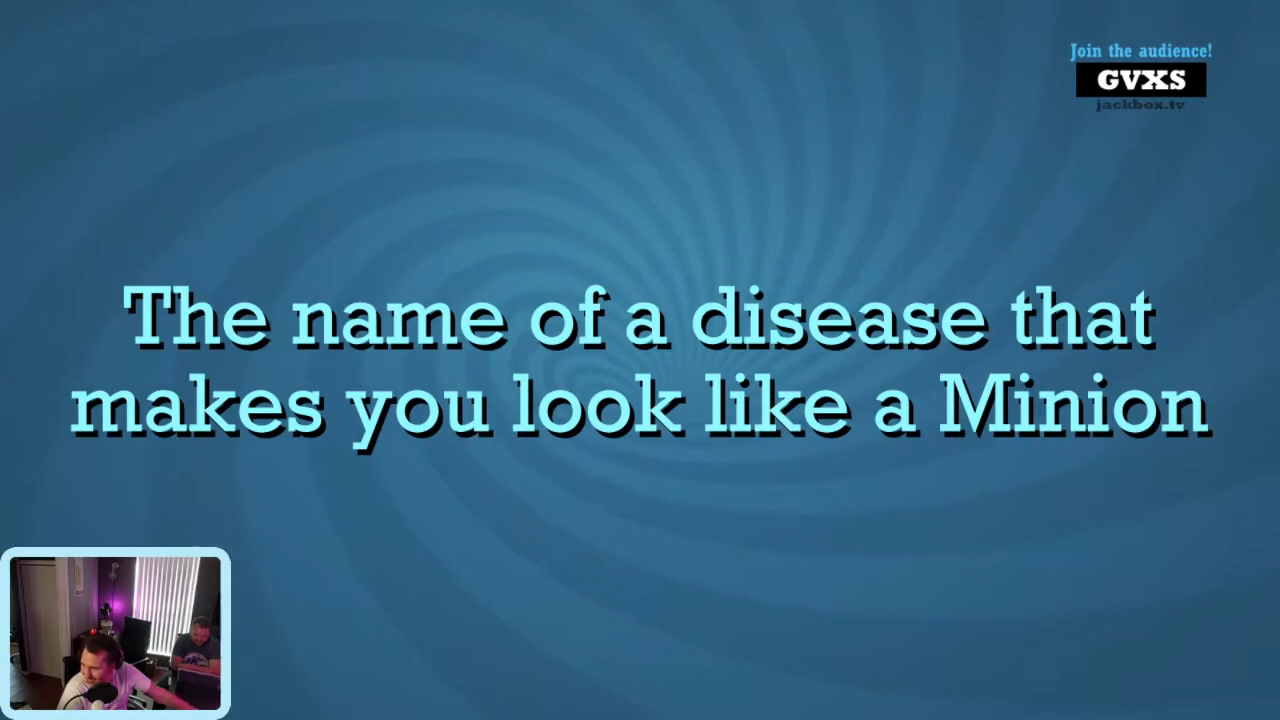 Join the audience!
GVXS
jackbox.tv
The name of a disease that
makes you look like a Minion